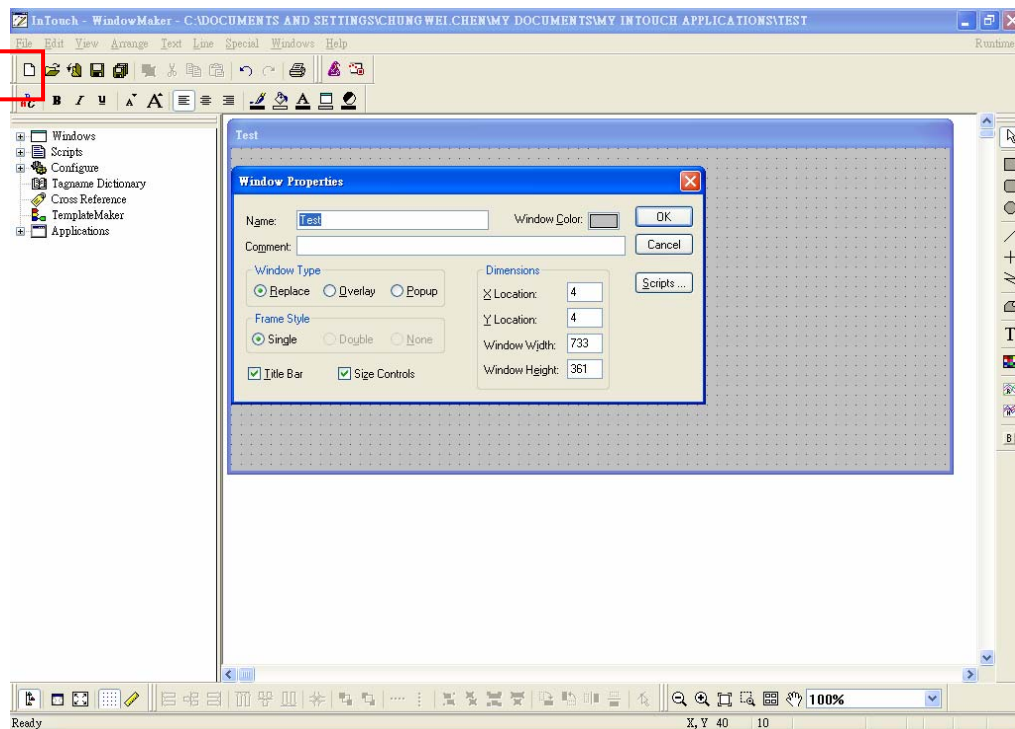 InTouch - WindowMaker - C:\DOCUMENTS AND SETTINGS\CHUNGWEI.CHEN\MY DOCUMENTS\MY INTOUCH APPLICATIONS\TEST
File Edit View Arrange Text Line Special Windows Help Runtime
B I U A A
Windows
Scripts
Configure
Tagname Dictionary
Cross Reference
TemplateMaker
Applications
Test
Window Properties
Name: Test Window Color: OK
Comment: Cancel
Window Type
Replace Overlay Popup
Dimensions
X Location: 4
Scripts ...
Frame Style
Y Location: 4
Single Double None
Window Width: 733
Title Bar Size Controls
Window Height: 361
T
B
100%
Ready X, Y 40 10